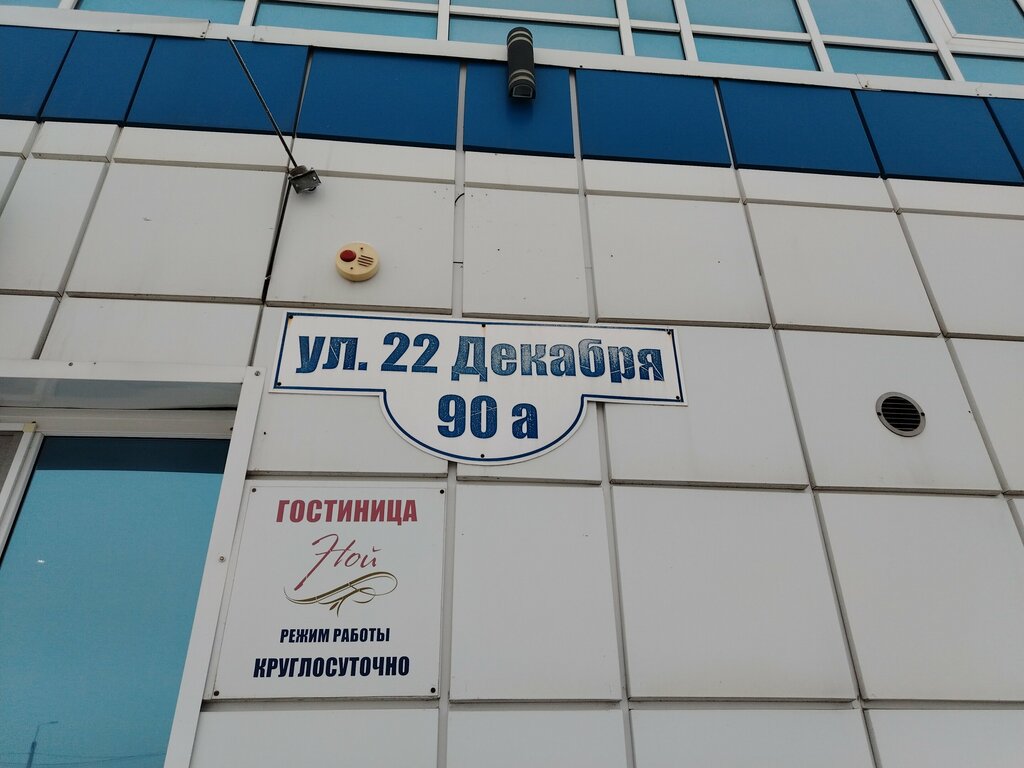 ул. 22 Декабря
90 а
ГОСТИНИЦА
Ной
РЕЖИМ РАБОТЫ
КРУГЛОСУТОЧНО